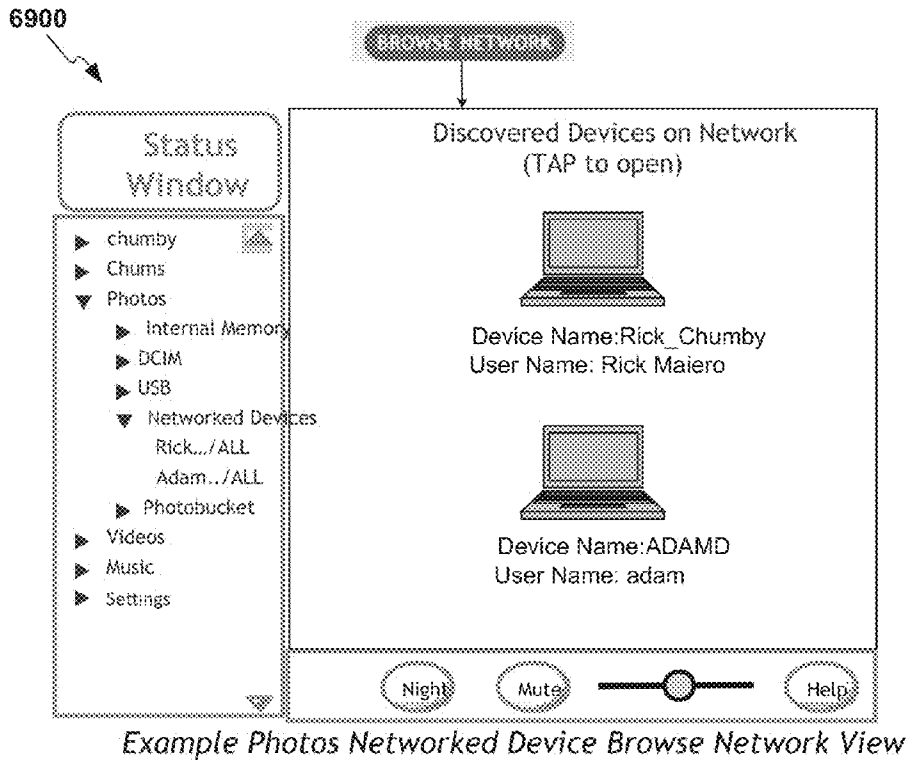 6900
BROWSE NETWORK
Status
Window
chumby
Chums
Photos
Internal Memory
DCIM
USB
Networked Devices
Rick.../ALL
Adam../ALL
Photobucket
Videos
Music
Settings
Discovered Devices on Network
(TAP to open)
Device Name:Rick_Chumby
User Name: Rick Maiero
Device Name:ADAMD
User Name: adam
Night
Mute
Help
Example Photos Networked Device Browse Network View